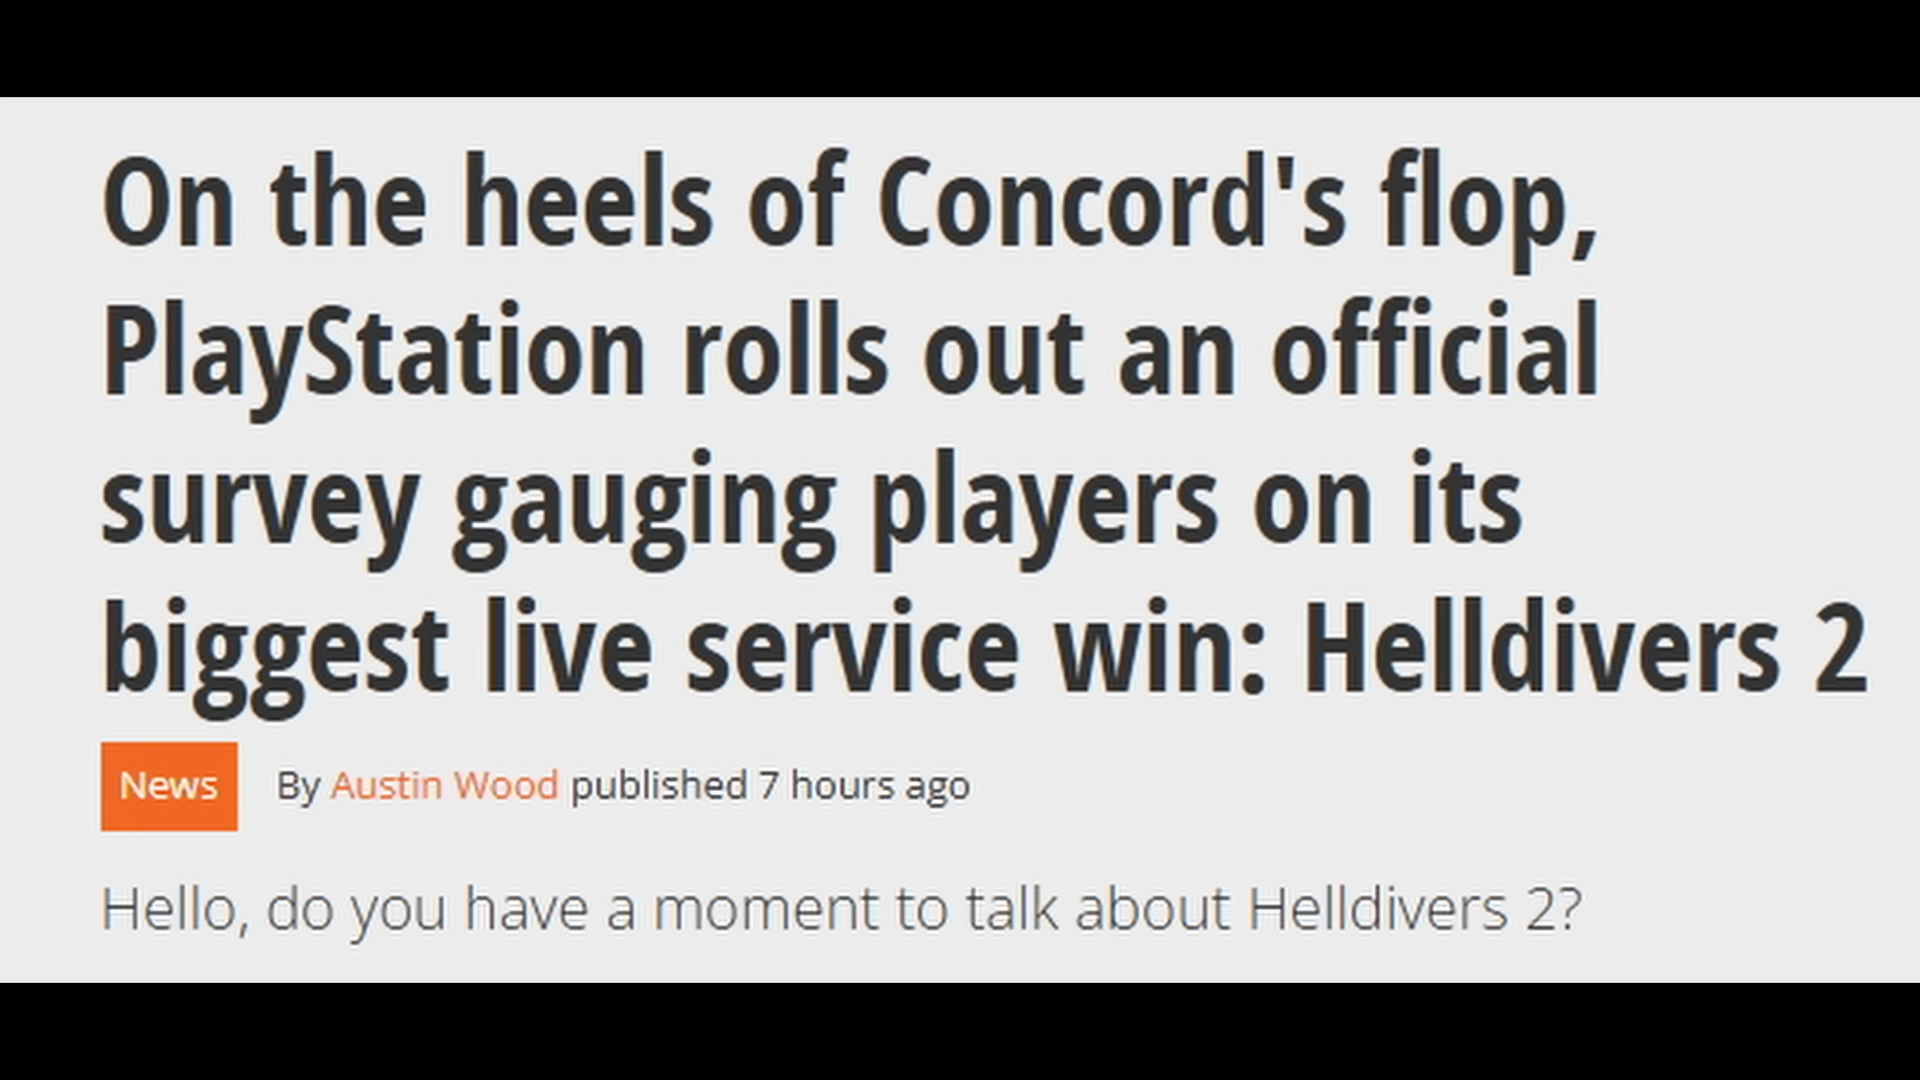 On the heels of Concord's flop,
PlayStation rolls out an official
survey gauging players on its
biggest live service win: Helldivers 2
News By Austin Wood published 7 hours ago
Hello, do you have a moment to talk about Helldivers 2?